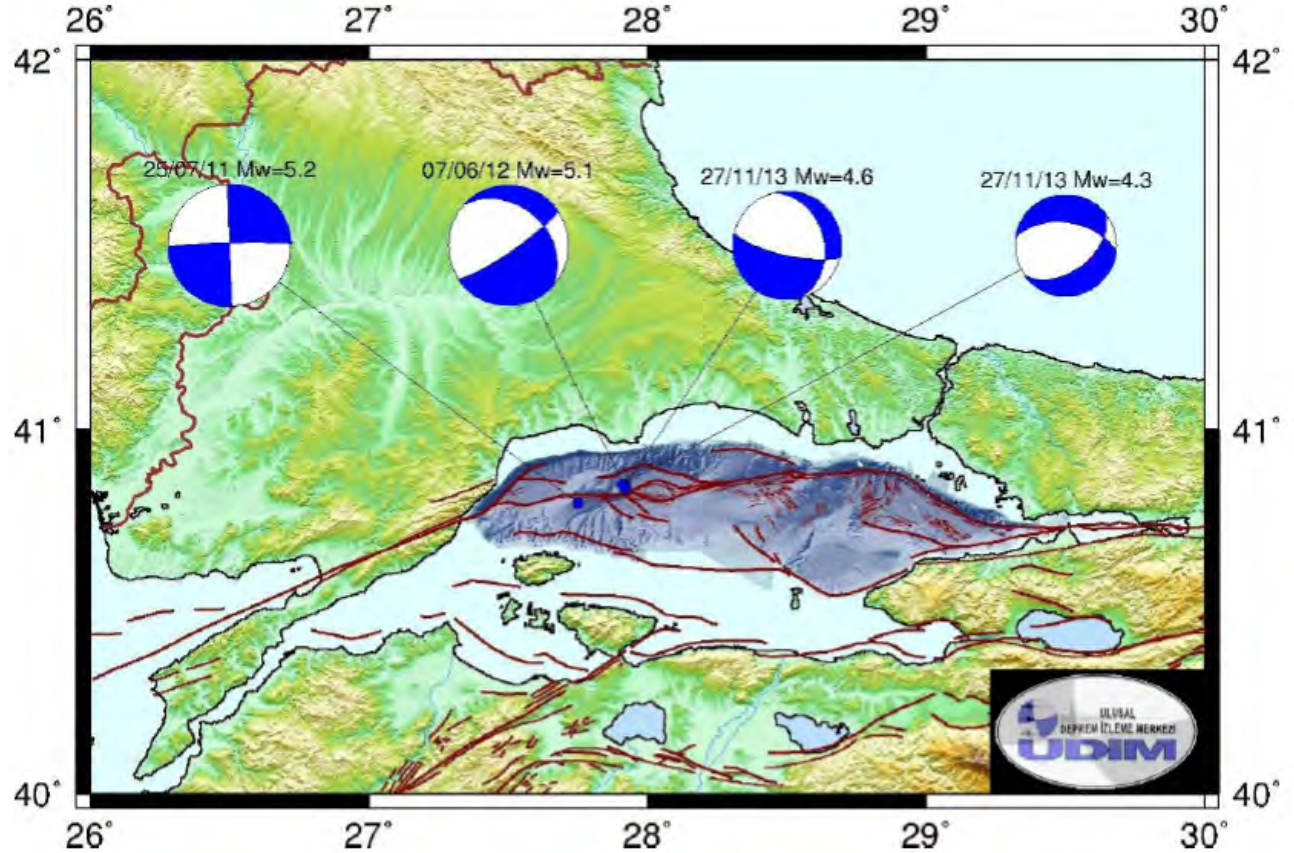 26° 27° 28° 29° 30°
42° 42°
25/07/11 Mw=5.2 07/06/12 Mw=5.1 27/11/13 Mw=4.6 27/11/13 Mw=4.3
41° 41°
ULUSAL
DEPREM İZLEME MERKEZİ
UDIM
40° 40°
26° 27° 28° 29° 30°